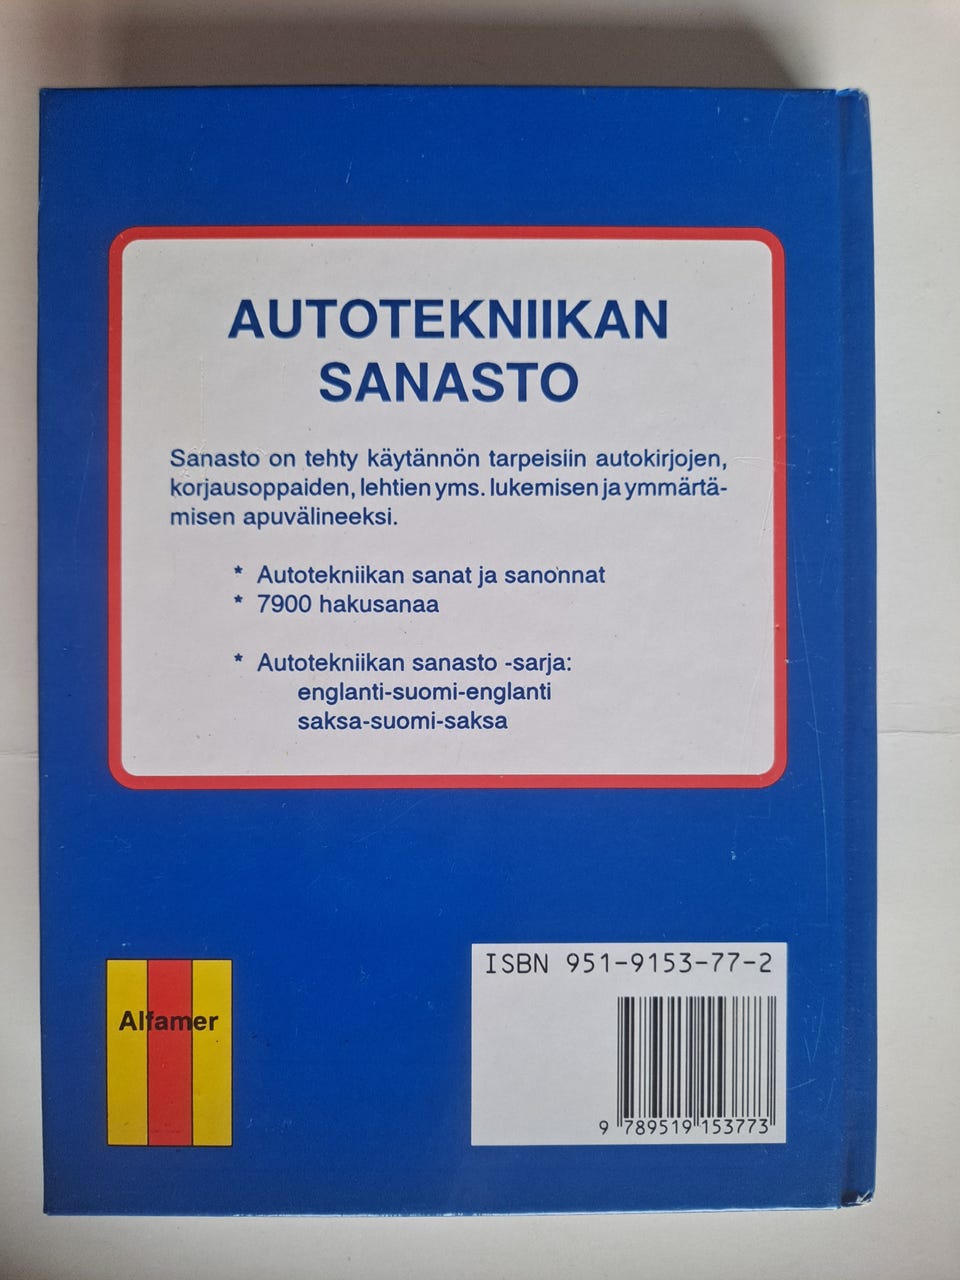 AUTOTEKNIIKAN
SANASTO
Sanasto on tehty käytännön tarpeisiin autokirjojen,
korjausoppaiden, lehtien yms. lukemisen ja ymmärtä-
misen apuvälineeksi.
* Autotekniikan sanat ja sanonnat
* 7900 hakusanaa
* Autotekniikan sanasto -sarja:
englanti-suomi-englanti
saksa-suomi-saksa
Alfamer
ISBN 951-9153-77-2
9 789519 153773